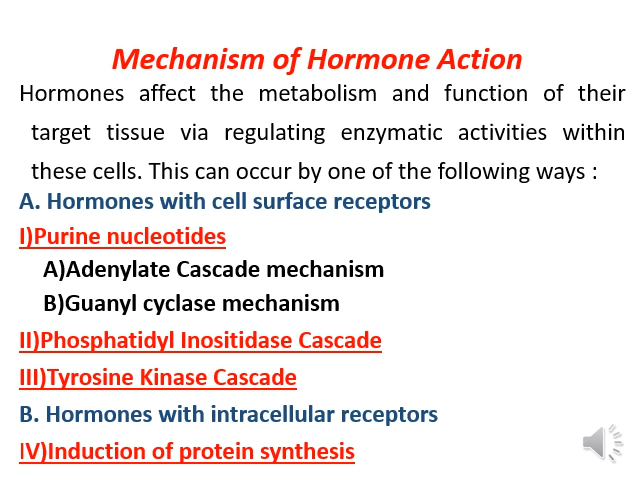 Mechanism of Hormone Action
Hormones affect the metabolism and function of their
target tissue via regulating enzymatic activities within
these cells. This can occur by one of the following ways :
A. Hormones with cell surface receptors
I)Purine nucleotides
A)Adenylate Cascade mechanism
B)Guanyl cyclase mechanism
II)Phosphatidyl Inositidase Cascade
III)Tyrosine Kinase Cascade
B. Hormones with intracellular receptors
IV)Induction of protein synthesis